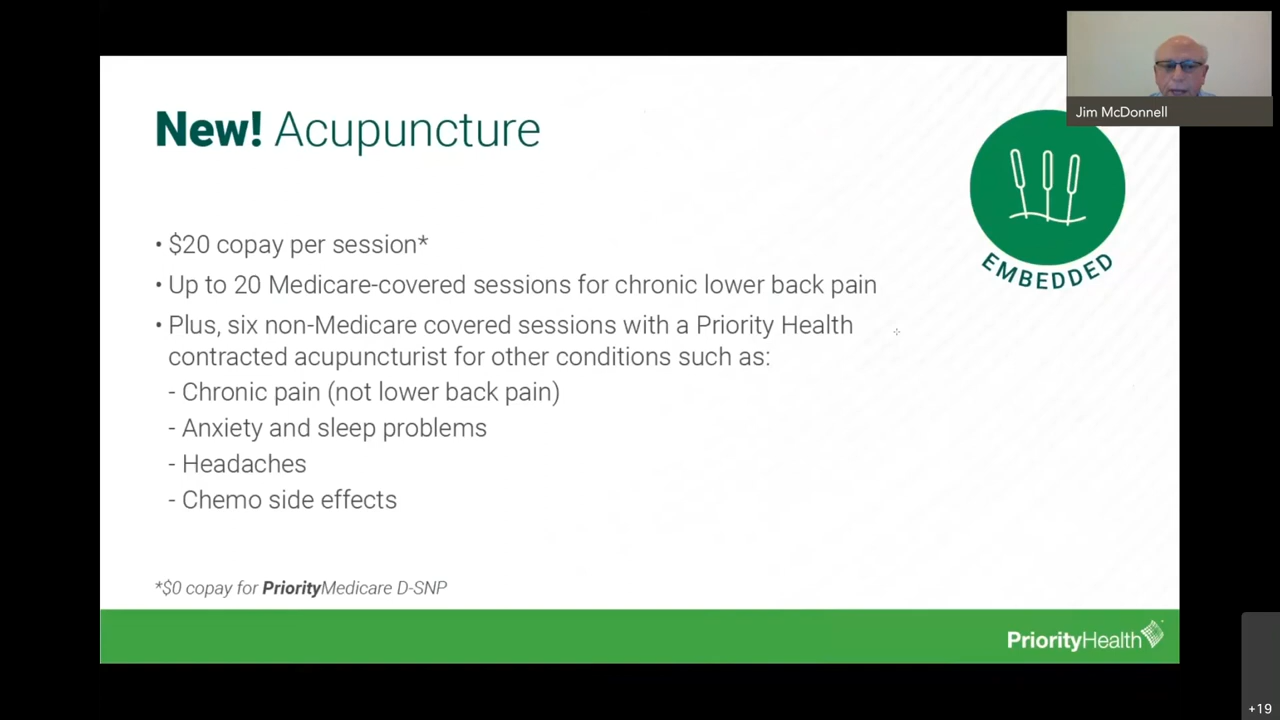 Jim McDonnell
New! Acupuncture
EMBEDDED
• $20 copay per session*
• Up to 20 Medicare-covered sessions for chronic lower back pain
• Plus, six non-Medicare covered sessions with a Priority Health
contracted acupuncturist for other conditions such as:
- Chronic pain (not lower back pain)
- Anxiety and sleep problems
- Headaches
- Chemo side effects
*$0 copay for PriorityMedicare D-SNP
PriorityHealth
+19